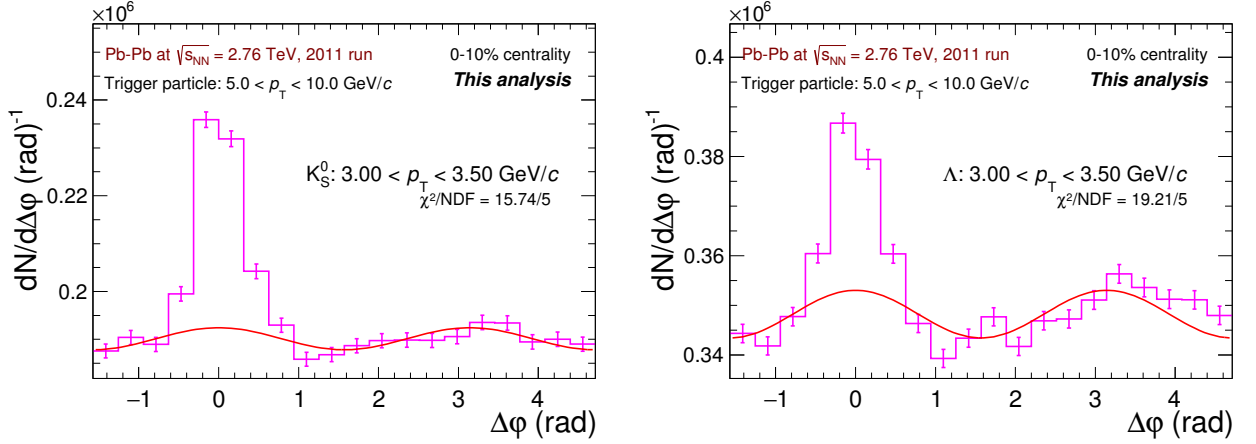 ×10⁶
Pb-Pb at √s_NN = 2.76 TeV, 2011 run
0-10% centrality
Trigger particle: 5.0 < p_T < 10.0 GeV/c
This analysis
K⁰_S: 3.00 < p_T < 3.50 GeV/c
χ²/NDF = 15.74/5
dN/dΔφ (rad)⁻¹
0.24
0.22
0.2
−1 0 1 2 3 4
Δφ (rad)
×10⁶
Pb-Pb at √s_NN = 2.76 TeV, 2011 run
0-10% centrality
Trigger particle: 5.0 < p_T < 10.0 GeV/c
This analysis
Λ: 3.00 < p_T < 3.50 GeV/c
χ²/NDF = 19.21/5
dN/dΔφ (rad)⁻¹
0.4
0.38
0.36
0.34
−1 0 1 2 3 4
Δφ (rad)